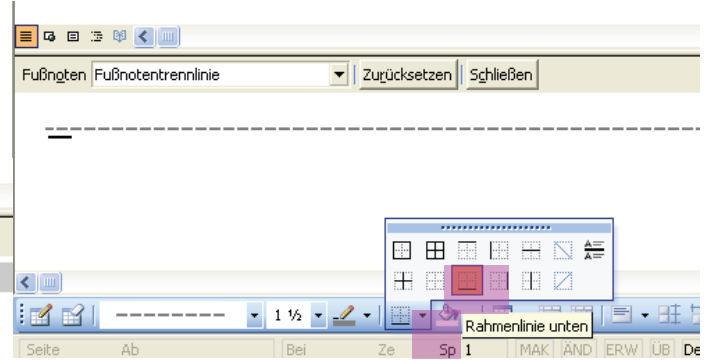 Fußnoten Fußnotentrennlinie Zurücksetzen Schließen
1 ½
Rahmenlinie unten
Seite Ab Bei Ze Sp 1 MAK ÄND ERW ÜB De